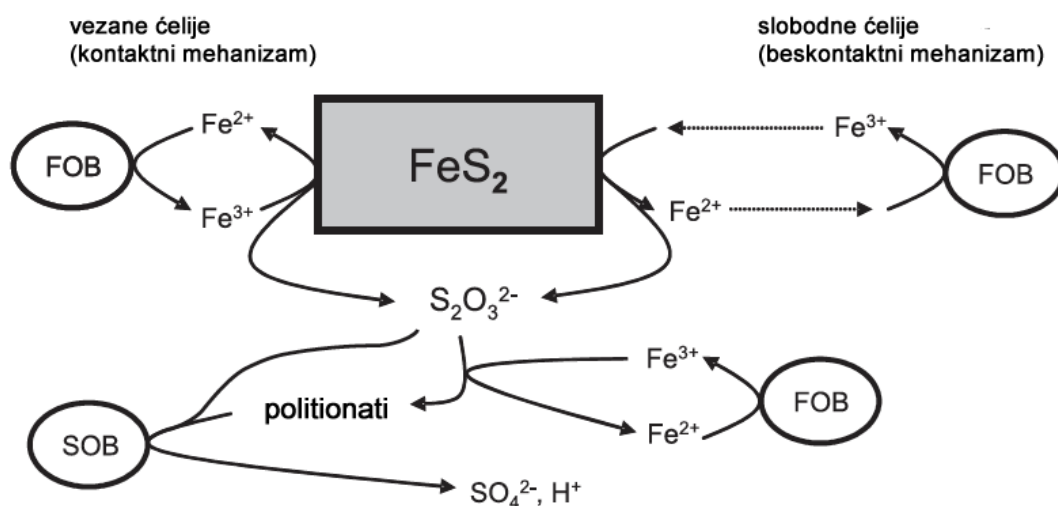 vezane ćelije
(kontaktni mehanizam)
slobodne ćelije
(beskontaktni mehanizam)
Fe²⁺
Fe³⁺
FOB
FeS₂
FOB
Fe³⁺
Fe²⁺
S₂O₃²⁻
Fe³⁺
politionati
FOB
SOB
Fe²⁺
SO₄²⁻, H⁺